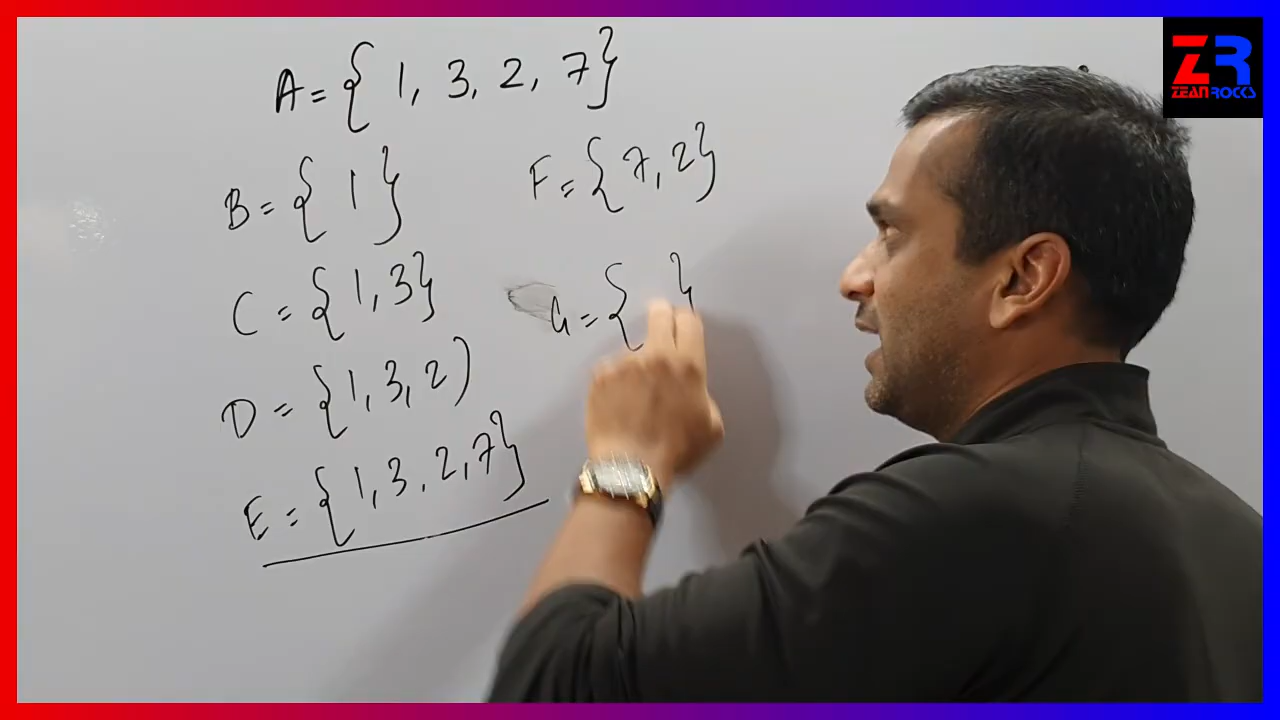 ZR
ZEAN ROCKS
A = { 1, 3, 2, 7}
B = { 1 }
F = { 7, 2 }
C = { 1, 3 }
G = { }
D = { 1, 3, 2 )
E = { 1, 3, 2, 7 }